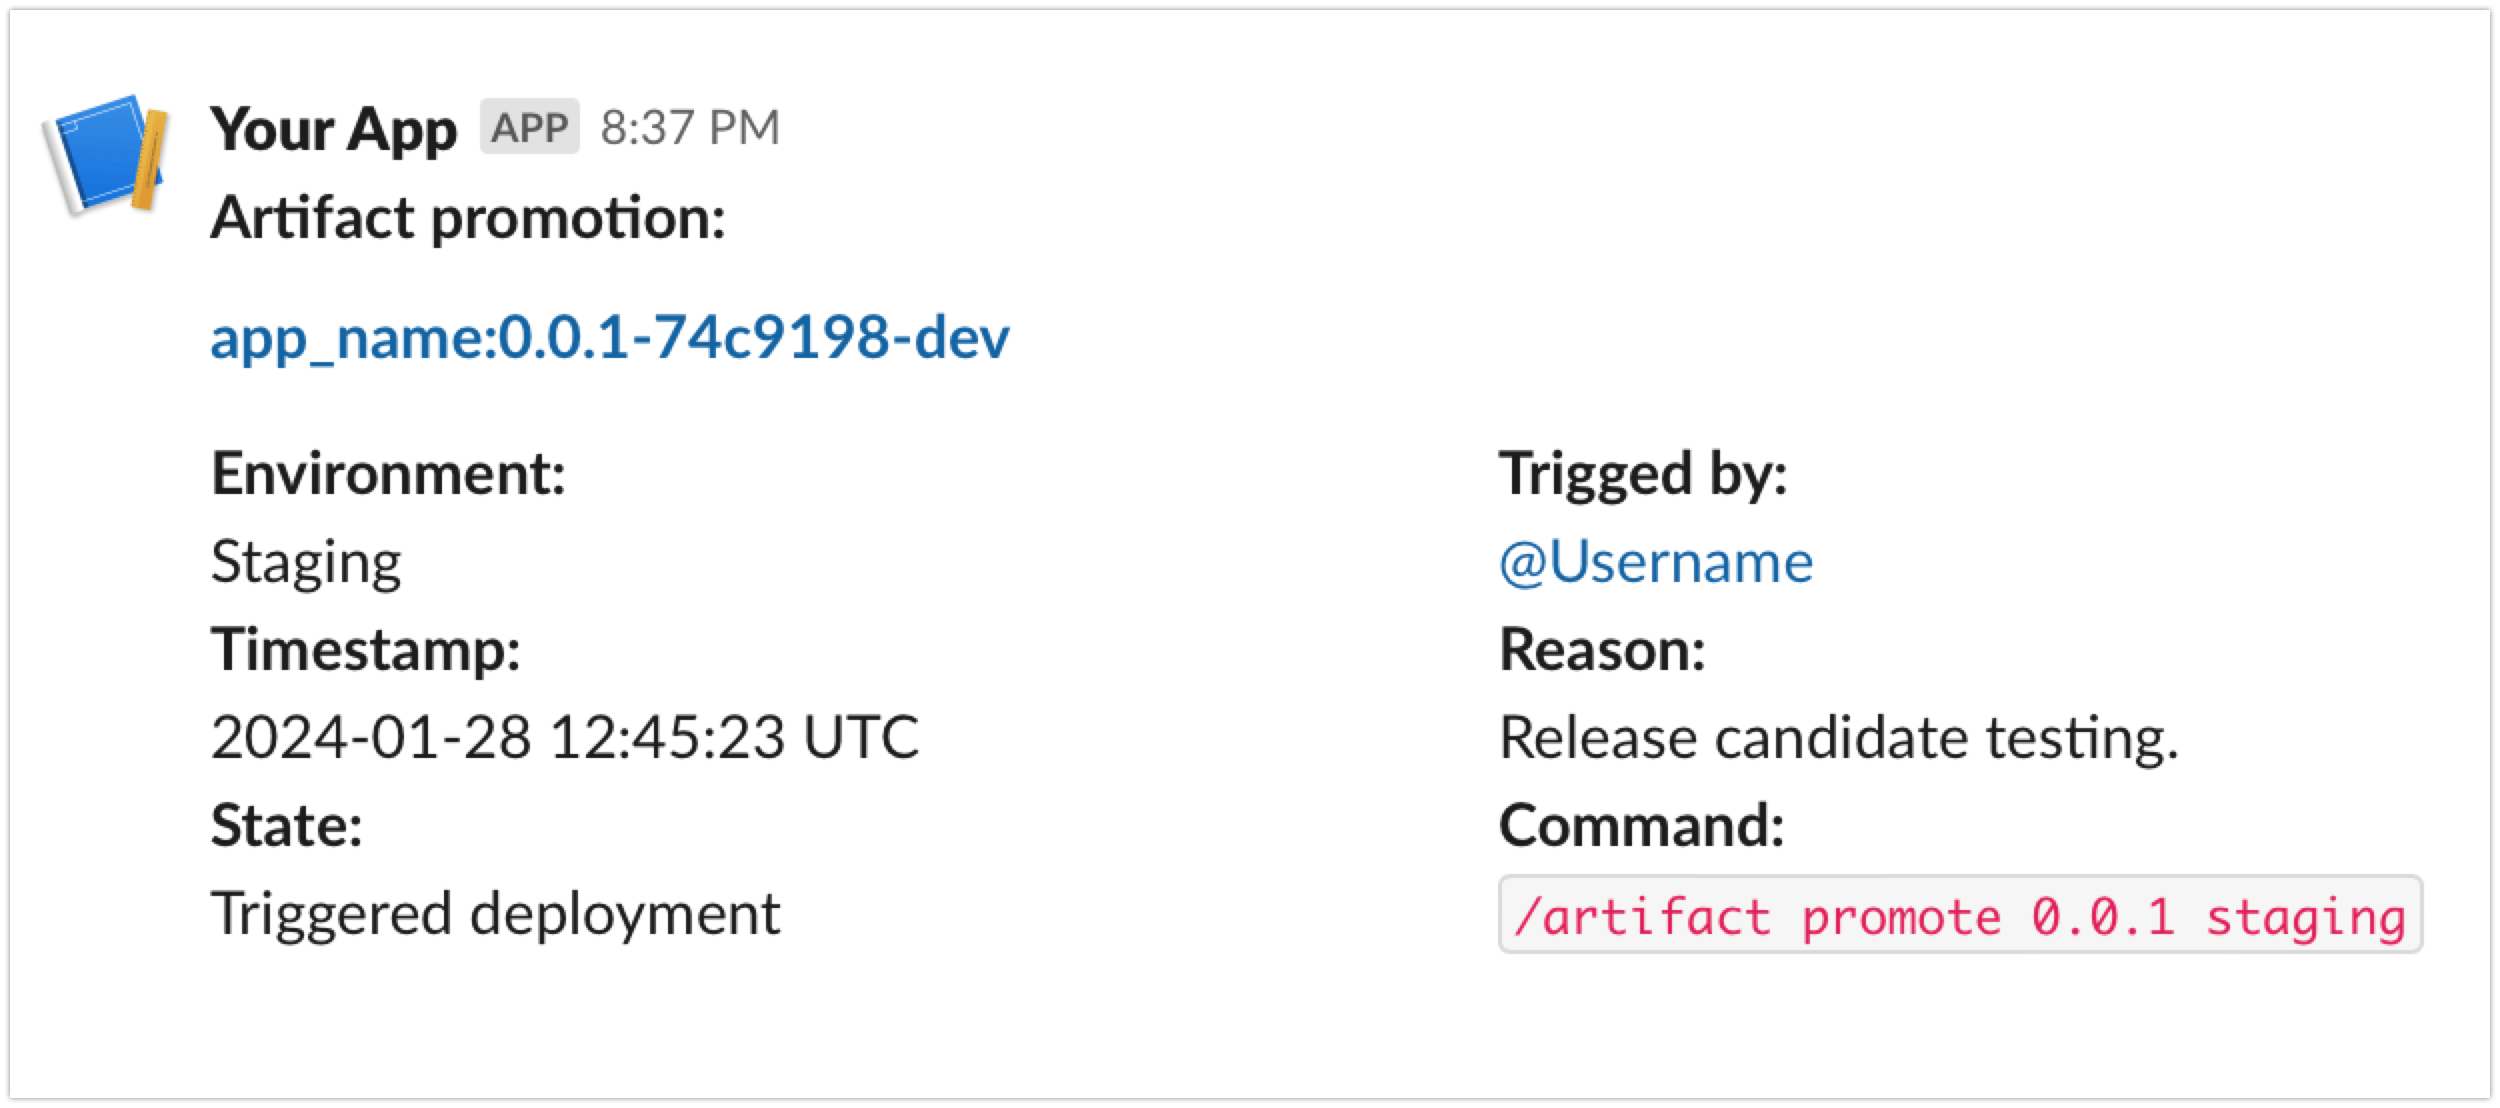 Your App APP 8:37 PM
Artifact promotion:
app_name:0.0.1-74c9198-dev
Environment:
Staging
Timestamp:
2024-01-28 12:45:23 UTC
State:
Triggered deployment
Trigged by:
@Username
Reason:
Release candidate testing.
Command:
/artifact promote 0.0.1 staging